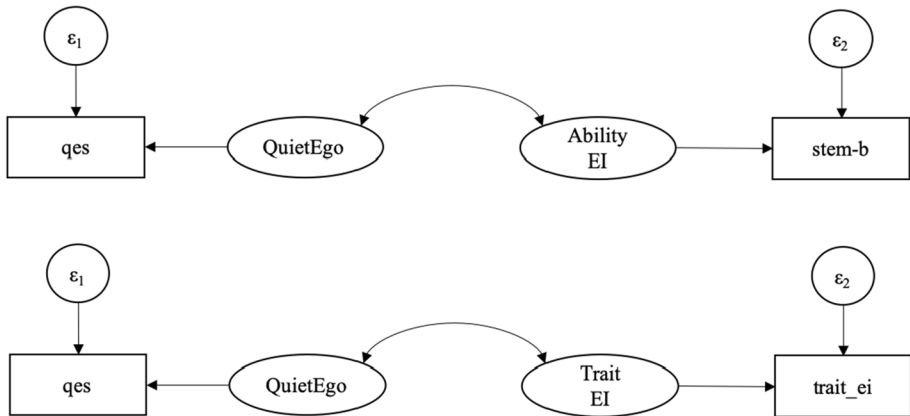 ε₁
ε₂
qes
QuietEgo
Ability
EI
stem-b
ε₁
ε₂
qes
QuietEgo
Trait
EI
trait_ei